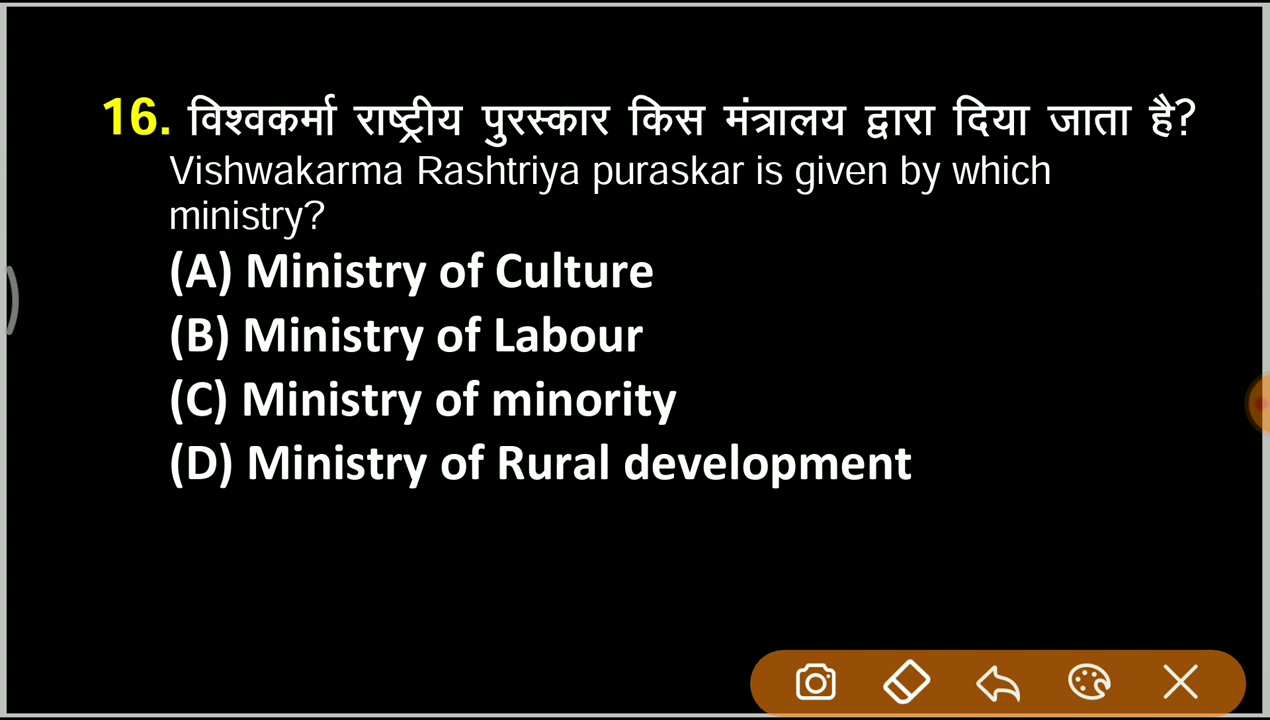 16. विश्वकर्मा राष्ट्रीय पुरस्कार किस मंत्रालय द्वारा दिया जाता है?
Vishwakarma Rashtriya puraskar is given by which
ministry?
(A) Ministry of Culture
(B) Ministry of Labour
(C) Ministry of minority
(D) Ministry of Rural development